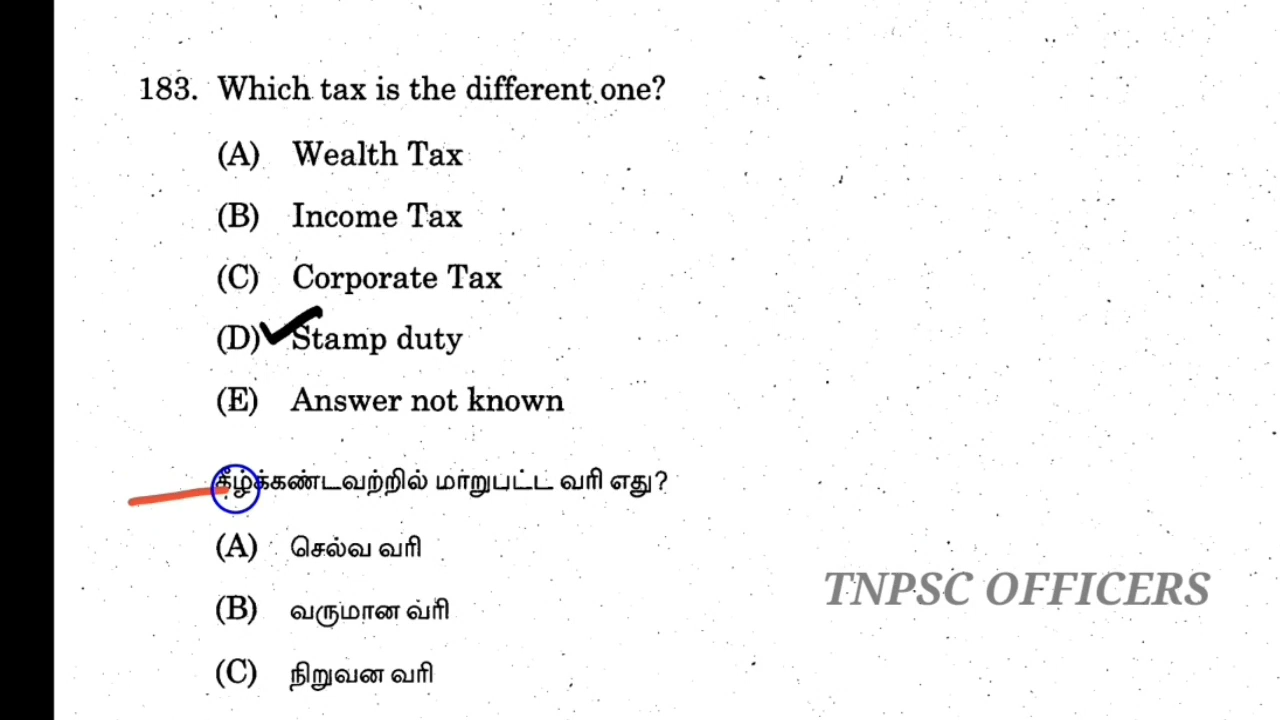 183. Which tax is the different one?
(A) Wealth Tax
(B) Income Tax
(C) Corporate Tax
(D) Stamp duty
(E) Answer not known
கீழ்க்கண்டவற்றில் மாறுபட்ட வரி எது?
(A) செல்வ வரி
(B) வருமான வரி
(C) நிறுவன வரி
TNPSC OFFICERS